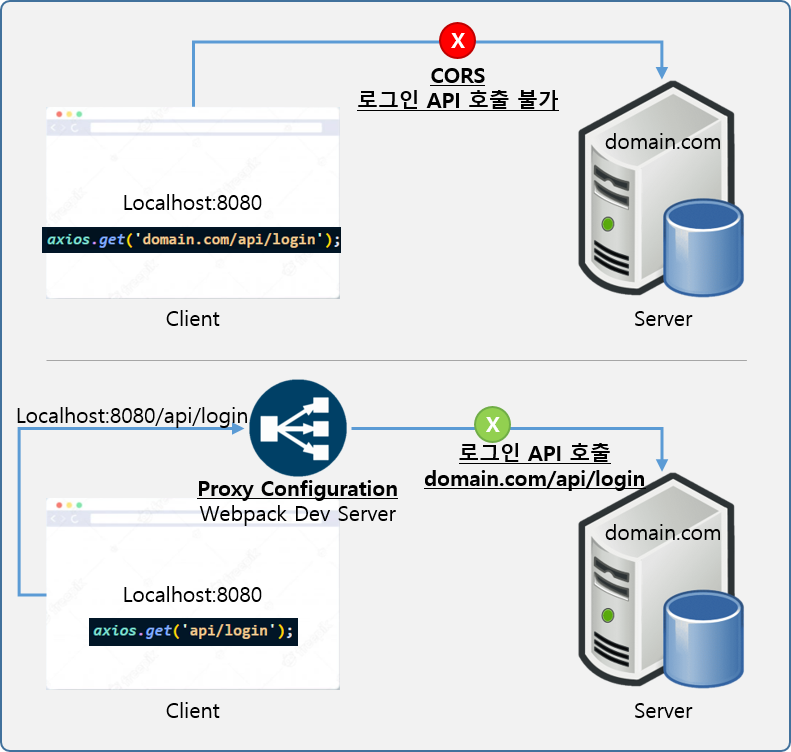 X
CORS
로그인 API 호출 불가
domain.com
Localhost:8080
axios.get('domain.com/api/login');
Client
Server
Localhost:8080/api/login
X
로그인 API 호출
domain.com/api/login
Proxy Configuration
Webpack Dev Server
domain.com
Localhost:8080
axios.get('api/login');
Client
Server